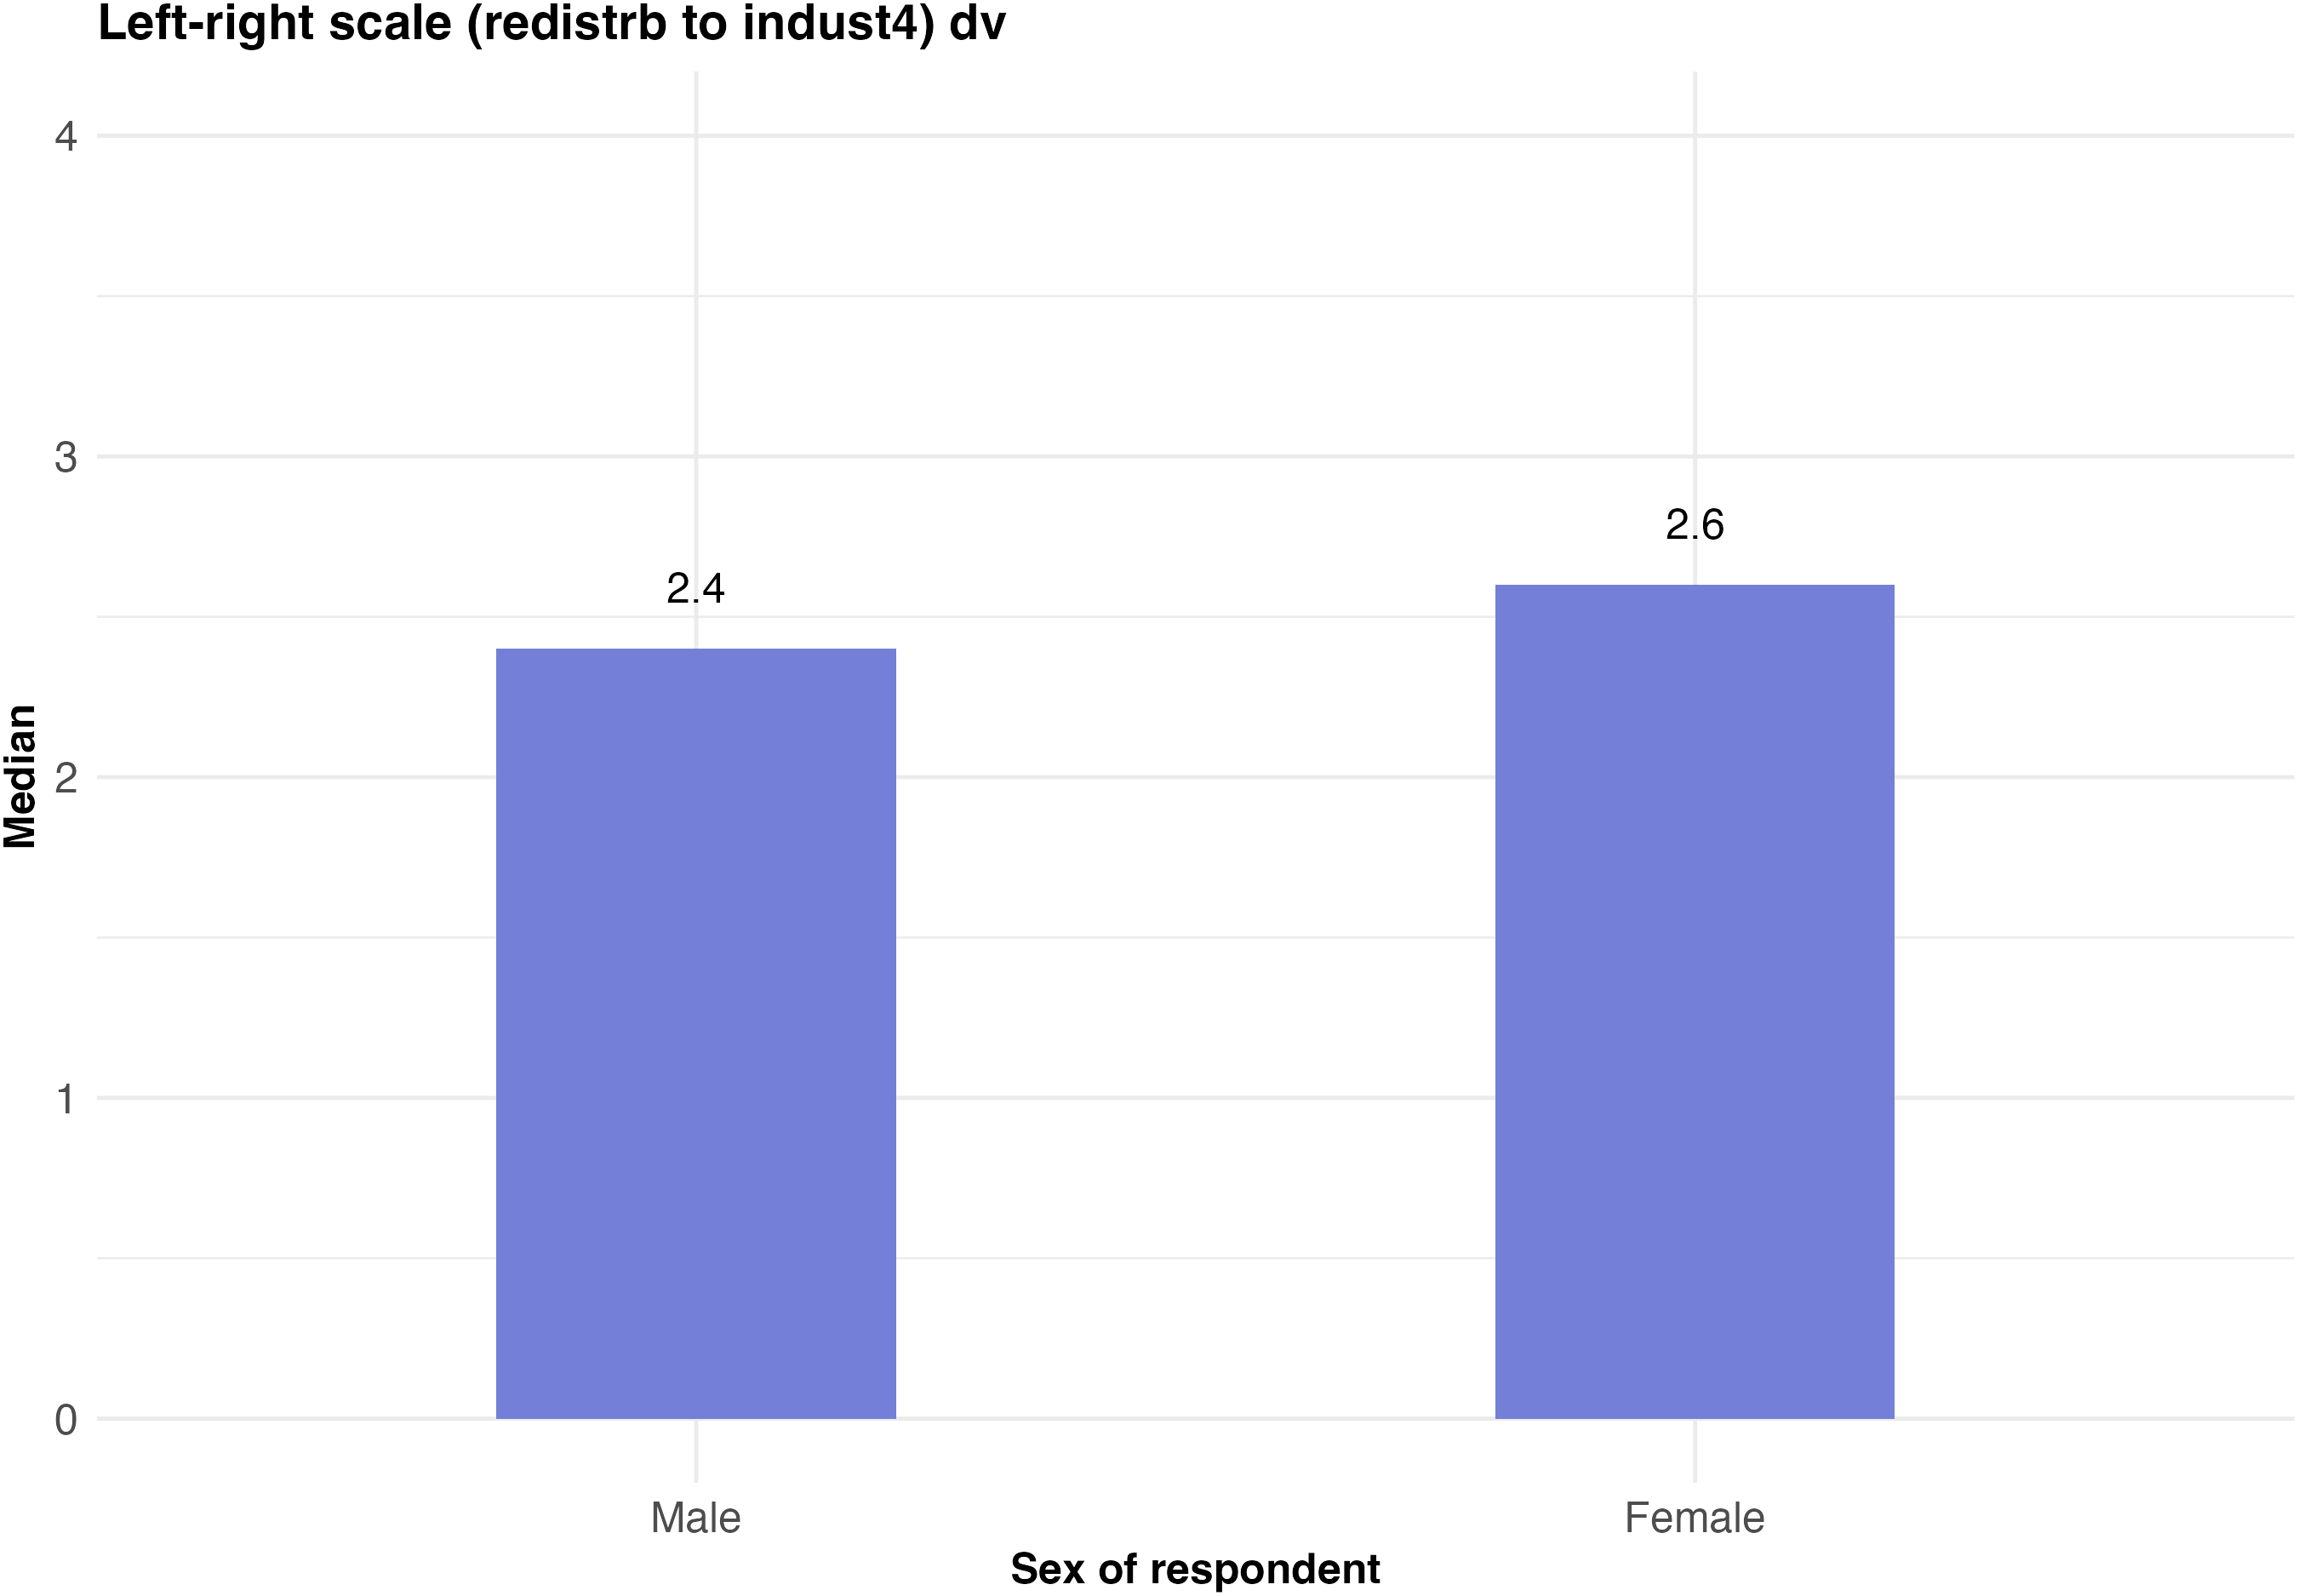 Left-right scale (redistrb to indust4) dv
4
3
2
1
0
Median
2.4
2.6
Male
Female
Sex of respondent